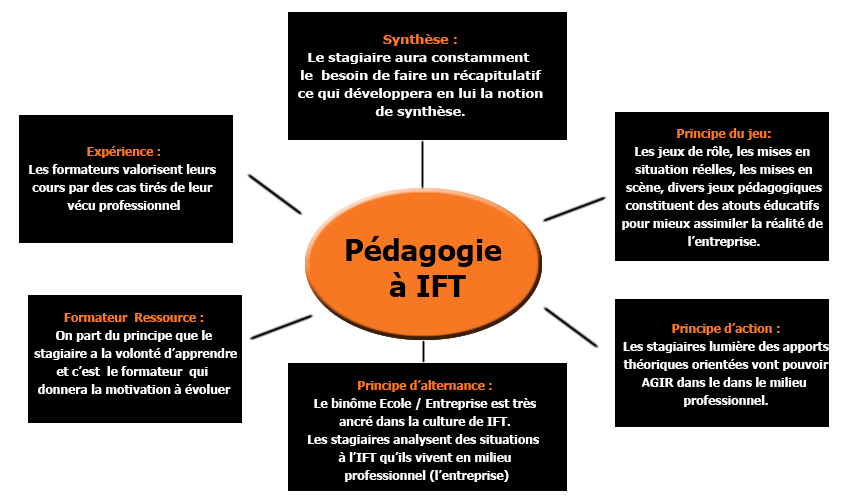 Synthèse :
Le stagiaire aura constamment
le besoin de faire un récapitulatif
ce qui développera en lui la notion
de synthèse.
Expérience :
Les formateurs valorisent leurs
cours par des cas tirés de leur
vécu professionnel
Principe du jeu:
Les jeux de rôle, les mises en
situation réelles, les mises en
scène, divers jeux pédagogiques
constituent des atouts éducatifs
pour mieux assimiler la réalité de
l’entreprise.
Pédagogie
à IFT
Formateur Ressource :
On part du principe que le
stagiaire a la volonté d’apprendre
et c’est le formateur qui
donnera la motivation à évoluer
Principe d’action :
Les stagiaires lumière des apports
théoriques orientées vont pouvoir
AGIR dans le dans le milieu
professionnel.
Principe d’alternance :
Le binôme Ecole / Entreprise est très
ancré dans la culture de IFT.
Les stagiaires analysent des situations
à l’IFT qu’ils vivent en milieu
professionnel (l’entreprise)